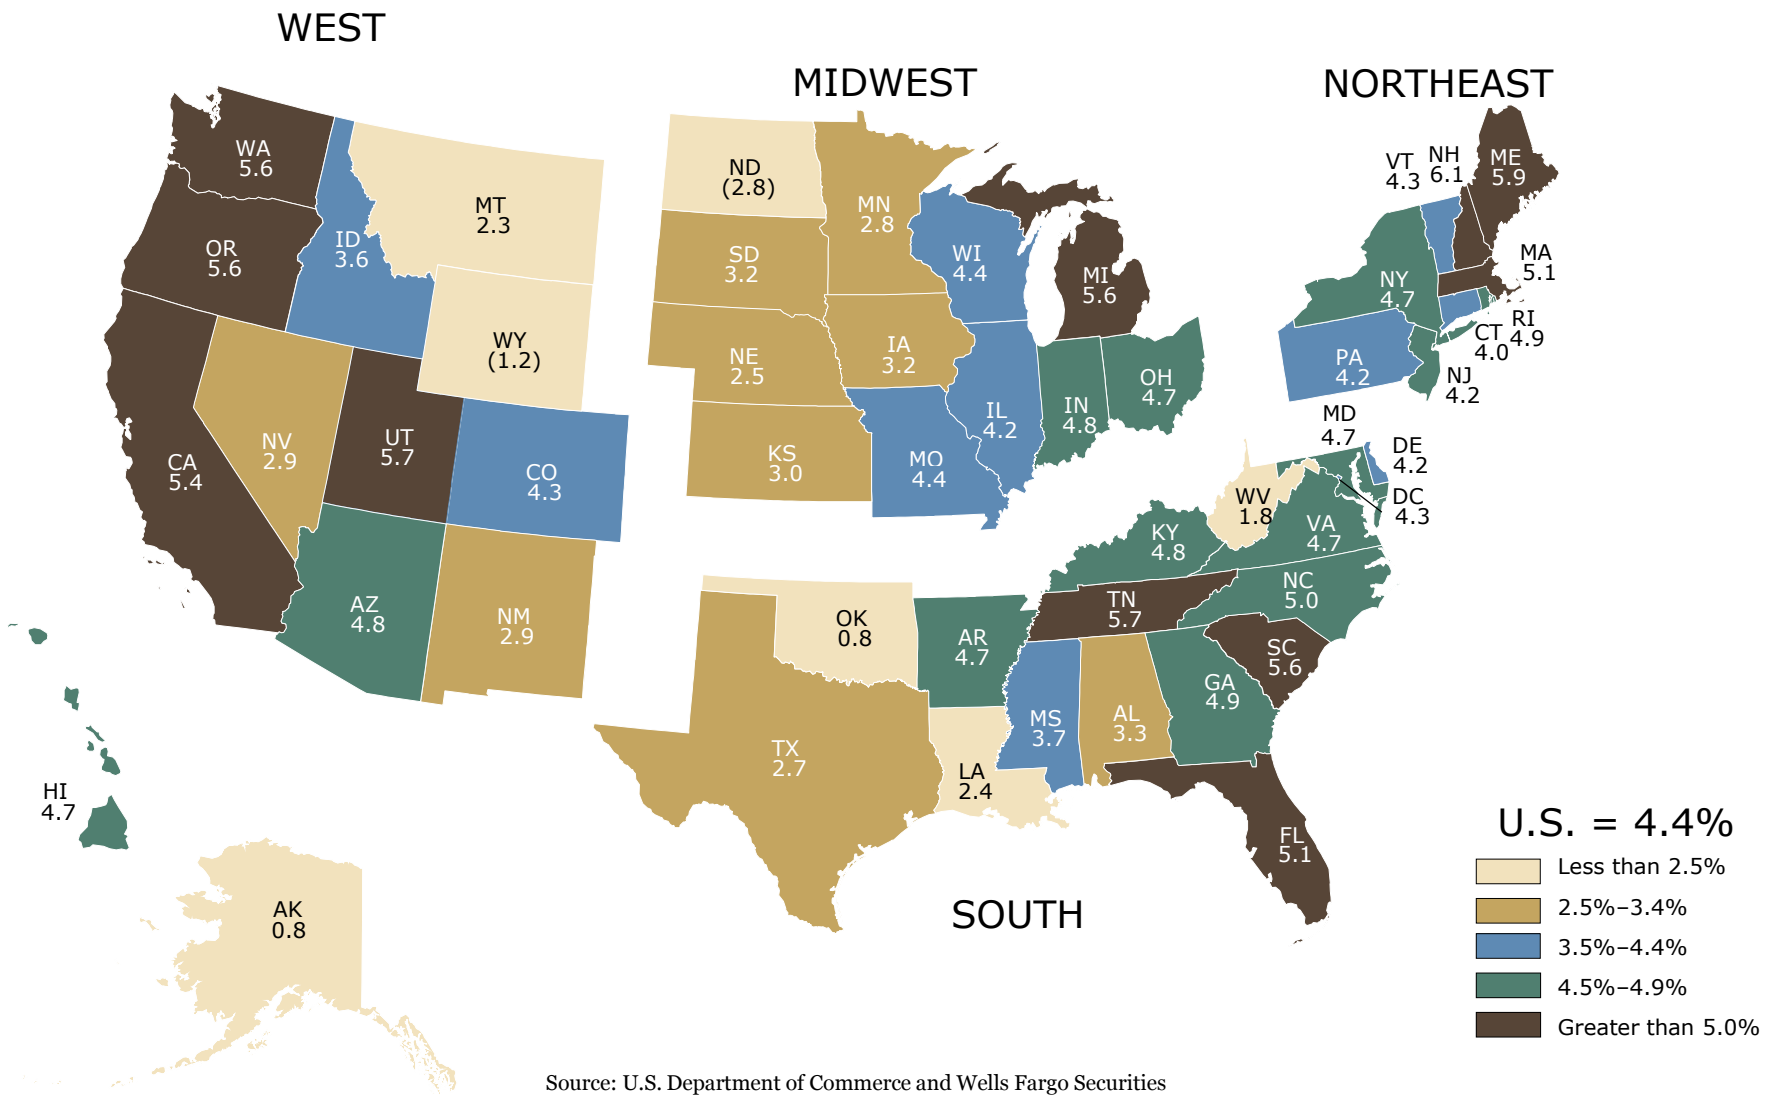 WEST
MIDWEST
NORTHEAST
WA
5.6
OR
5.6
ID
3.6
MT
2.3
WY
(1.2)
CA
5.4
NV
2.9
UT
5.7
CO
4.3
AZ
4.8
NM
2.9
HI
4.7
AK
0.8
ND
(2.8)
SD
3.2
NE
2.5
KS
3.0
MN
2.8
IA
3.2
MO
4.4
WI
4.4
IL
4.2
MI
5.6
IN
4.8
OH
4.7
VT
4.3
NH
6.1
ME
5.9
MA
5.1
NY
4.7
RI
4.9
CT
4.0
PA
4.2
NJ
4.2
MD
4.7
DE
4.2
DC
4.3
WV
1.8
VA
4.7
KY
4.8
NC
5.0
TN
5.7
SC
5.6
OK
0.8
AR
4.7
GA
4.9
TX
2.7
LA
2.4
MS
3.7
AL
3.3
FL
5.1
SOUTH
U.S. = 4.4%
Less than 2.5%
2.5%–3.4%
3.5%–4.4%
4.5%–4.9%
Greater than 5.0%
Source: U.S. Department of Commerce and Wells Fargo Securities